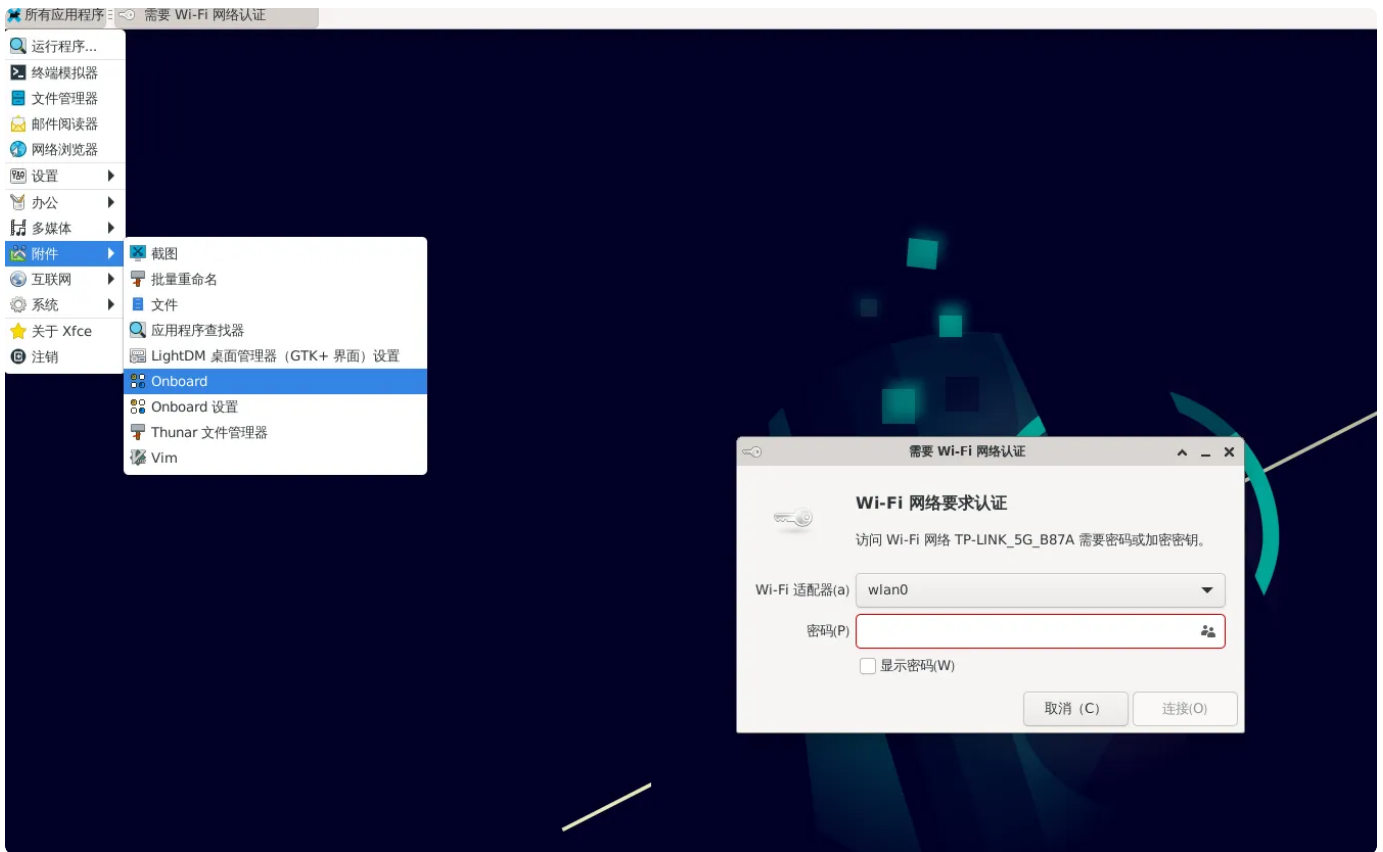 所有应用程序 需要 Wi-Fi 网络认证
运行程序...
终端模拟器
文件管理器
邮件阅读器
网络浏览器
设置
办公
多媒体
附件
互联网
系统
关于 Xfce
注销
截图
批量重命名
文件
应用程序查找器
LightDM 桌面管理器（GTK+ 界面）设置
Onboard
Onboard 设置
Thunar 文件管理器
Vim
需要 Wi-Fi 网络认证
Wi-Fi 网络要求认证
访问 Wi-Fi 网络 TP-LINK_5G_B87A 需要密码或加密密钥。
Wi-Fi 适配器(a) wlan0
密码(P)
显示密码(W)
取消（C） 连接(O)